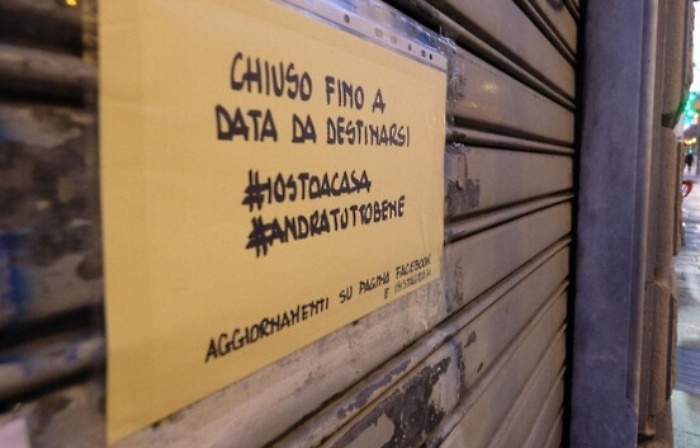 CHIUSO FINO A
DATA DA DESTINARSI
#IOSTOACASA
#ANDRATUTTOBENE
AGGIORNAMENTI SU PAGINA FACEBOOK
E INSTAGRAM